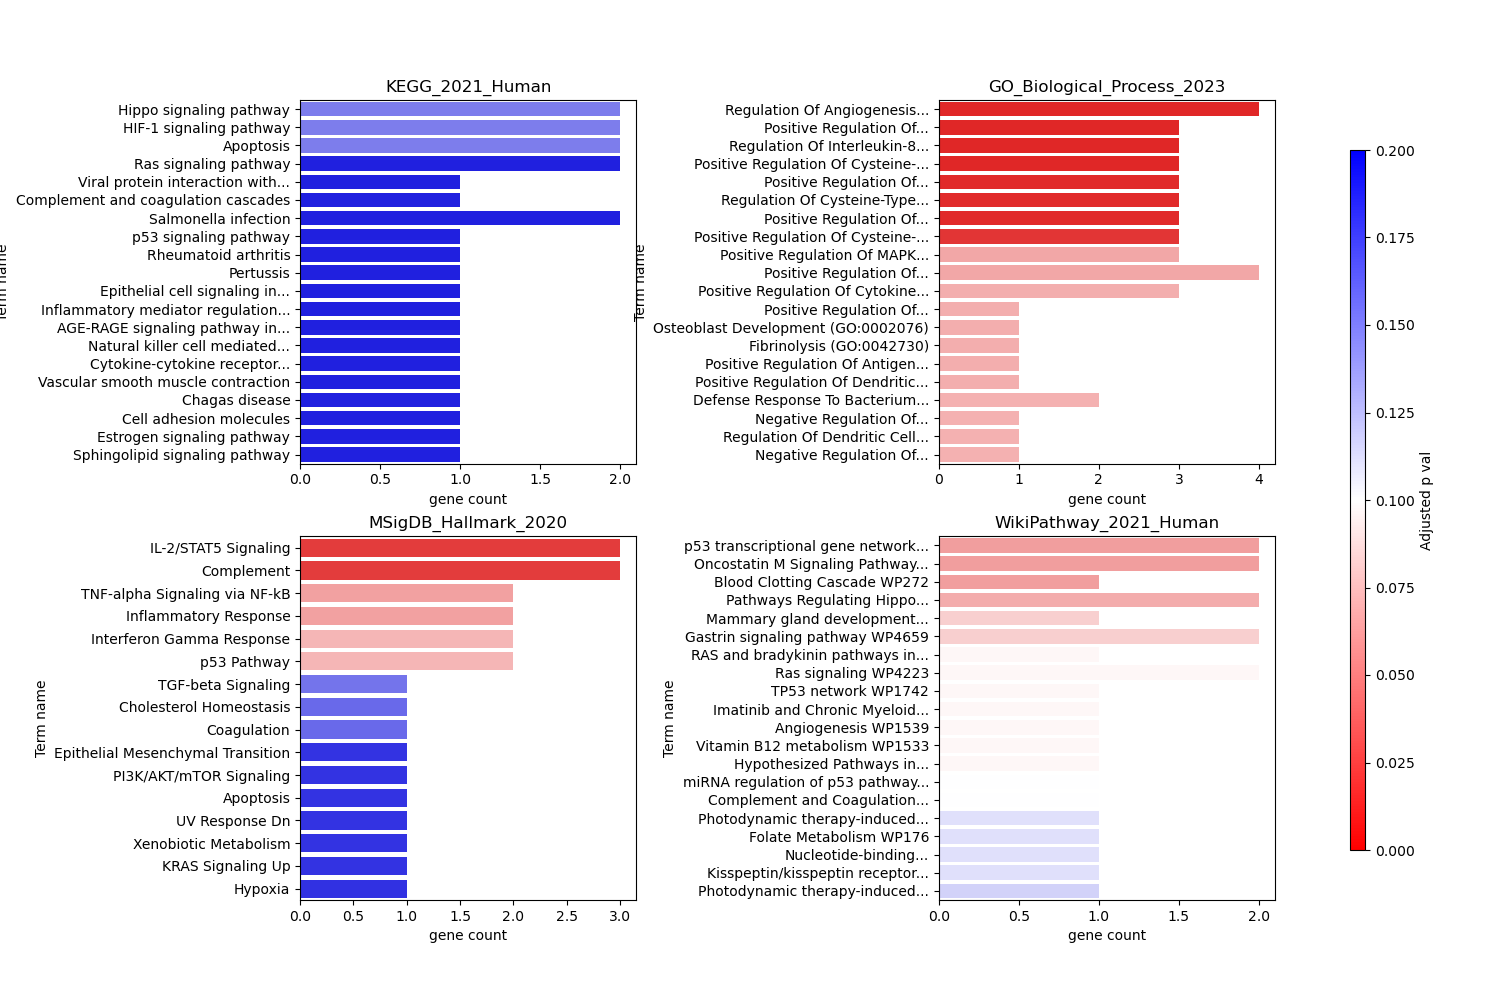 KEGG_2021_Human
Hippo signaling pathway
HIF-1 signaling pathway
Apoptosis
Ras signaling pathway
Viral protein interaction with...
Complement and coagulation cascades
Salmonella infection
p53 signaling pathway
Rheumatoid arthritis
Pertussis
Epithelial cell signaling in...
Inflammatory mediator regulation...
AGE-RAGE signaling pathway in...
Natural killer cell mediated...
Cytokine-cytokine receptor...
Vascular smooth muscle contraction
Chagas disease
Cell adhesion molecules
Estrogen signaling pathway
Sphingolipid signaling pathway
Term name
0.0 0.5 1.0 1.5 2.0
gene count
GO_Biological_Process_2023
Regulation Of Angiogenesis...
Positive Regulation Of...
Regulation Of Interleukin-8...
Positive Regulation Of Cysteine-...
Positive Regulation Of...
Regulation Of Cysteine-Type...
Positive Regulation Of...
Positive Regulation Of Cysteine-...
Positive Regulation Of MAPK...
Positive Regulation Of...
Positive Regulation Of Cytokine...
Positive Regulation Of...
Osteoblast Development (GO:0002076)
Fibrinolysis (GO:0042730)
Positive Regulation Of Antigen...
Positive Regulation Of Dendritic...
Defense Response To Bacterium...
Negative Regulation Of...
Regulation Of Dendritic Cell...
Negative Regulation Of...
Term name
0 1 2 3 4
gene count
MSigDB_Hallmark_2020
IL-2/STAT5 Signaling
Complement
TNF-alpha Signaling via NF-kB
Inflammatory Response
Interferon Gamma Response
p53 Pathway
TGF-beta Signaling
Cholesterol Homeostasis
Coagulation
Epithelial Mesenchymal Transition
PI3K/AKT/mTOR Signaling
Apoptosis
UV Response Dn
Xenobiotic Metabolism
KRAS Signaling Up
Hypoxia
Term name
0.0 0.5 1.0 1.5 2.0 2.5 3.0
gene count
WikiPathway_2021_Human
p53 transcriptional gene network...
Oncostatin M Signaling Pathway...
Blood Clotting Cascade WP272
Pathways Regulating Hippo...
Mammary gland development...
Gastrin signaling pathway WP4659
RAS and bradykinin pathways in...
Ras signaling WP4223
TP53 network WP1742
Imatinib and Chronic Myeloid...
Angiogenesis WP1539
Vitamin B12 metabolism WP1533
Hypothesized Pathways in...
miRNA regulation of p53 pathway...
Complement and Coagulation...
Photodynamic therapy-induced...
Folate Metabolism WP176
Nucleotide-binding...
Kisspeptin/kisspeptin receptor...
Photodynamic therapy-induced...
Term name
0.0 0.5 1.0 1.5 2.0
gene count
0.200
0.175
0.150
0.125
0.100
0.075
0.050
0.025
0.000
Adjusted p val